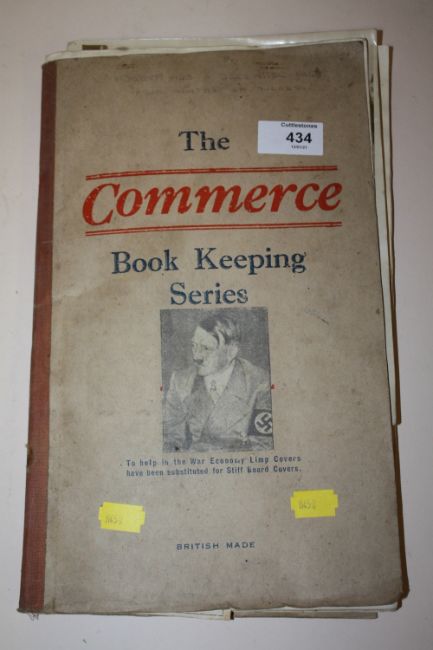 Cuttlestones
434
The
Commerce
Book Keeping
Series
To help in the War Economy Limp Covers
have been substituted for Stiff Board Covers.
BRITISH MADE